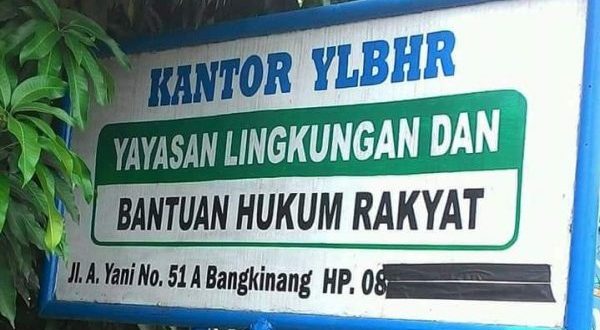 KANTOR YLBHR
YAYASAN LINGKUNGAN DAN
BANTUAN HUKUM RAKYAT
Jl. A. Yani No. 51 A Bangkinang HP. 08